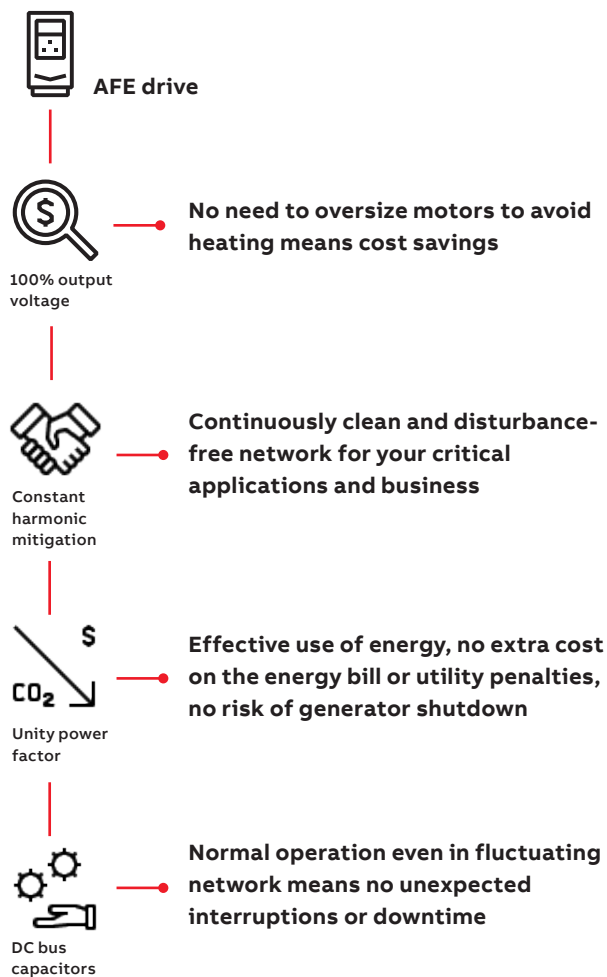 AFE drive
$
100% output
voltage
No need to oversize motors to avoid
heating means cost savings
Constant
harmonic
mitigation
Continuously clean and disturbance-
free network for your critical
applications and business
$
CO₂
Unity power
factor
Effective use of energy, no extra cost
on the energy bill or utility penalties,
no risk of generator shutdown
DC bus
capacitors
Normal operation even in fluctuating
network means no unexpected
interruptions or downtime